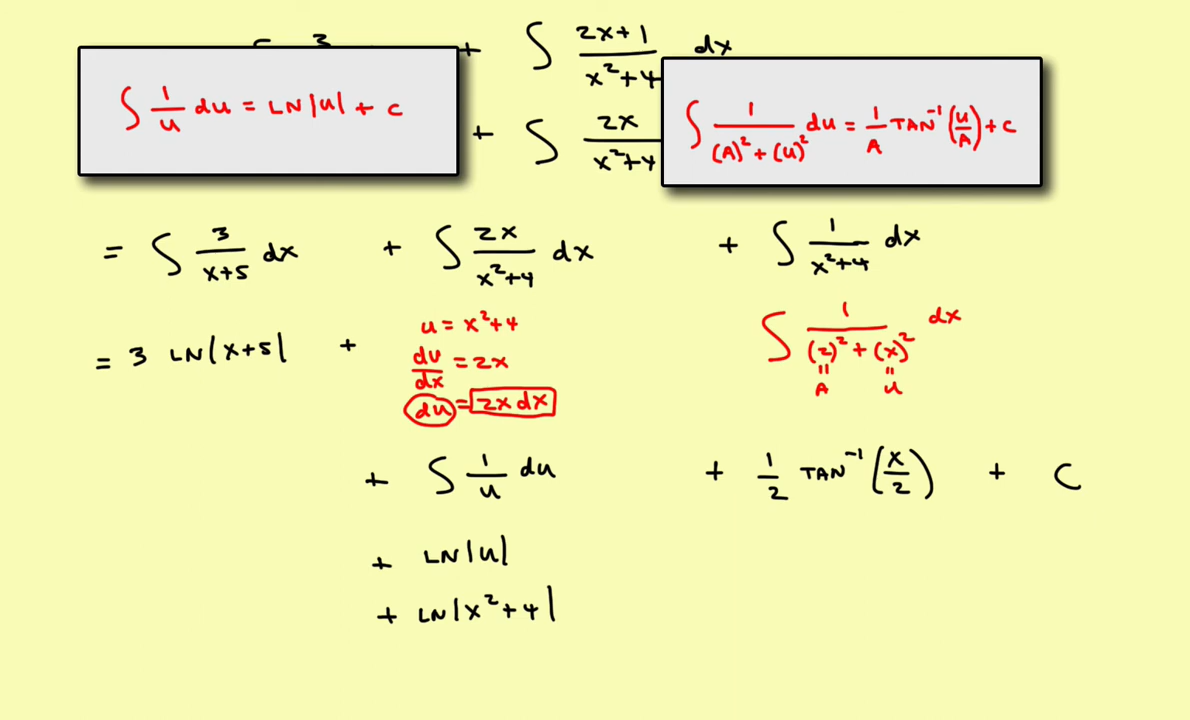 3 + ∫ 2x+1 / x²+4 dx
∫ 1/u du = LN|u| + C
+ ∫ 2x / x²+4
∫ 1 / (A)² + (u)² du = 1/A TAN⁻¹(u/A) + C
= ∫ 3 / x+5 dx + ∫ 2x / x²+4 dx + ∫ 1 / x²+4 dx
= 3 LN|x+5| +
u = x²+4
du/dx = 2x
du = 2x dx
∫ 1 / (2)² + (x)² dx
" "
A u
+ ∫ 1/u du + 1/2 TAN⁻¹(x/2) + C
+ LN|u|
+ LN|x²+4|